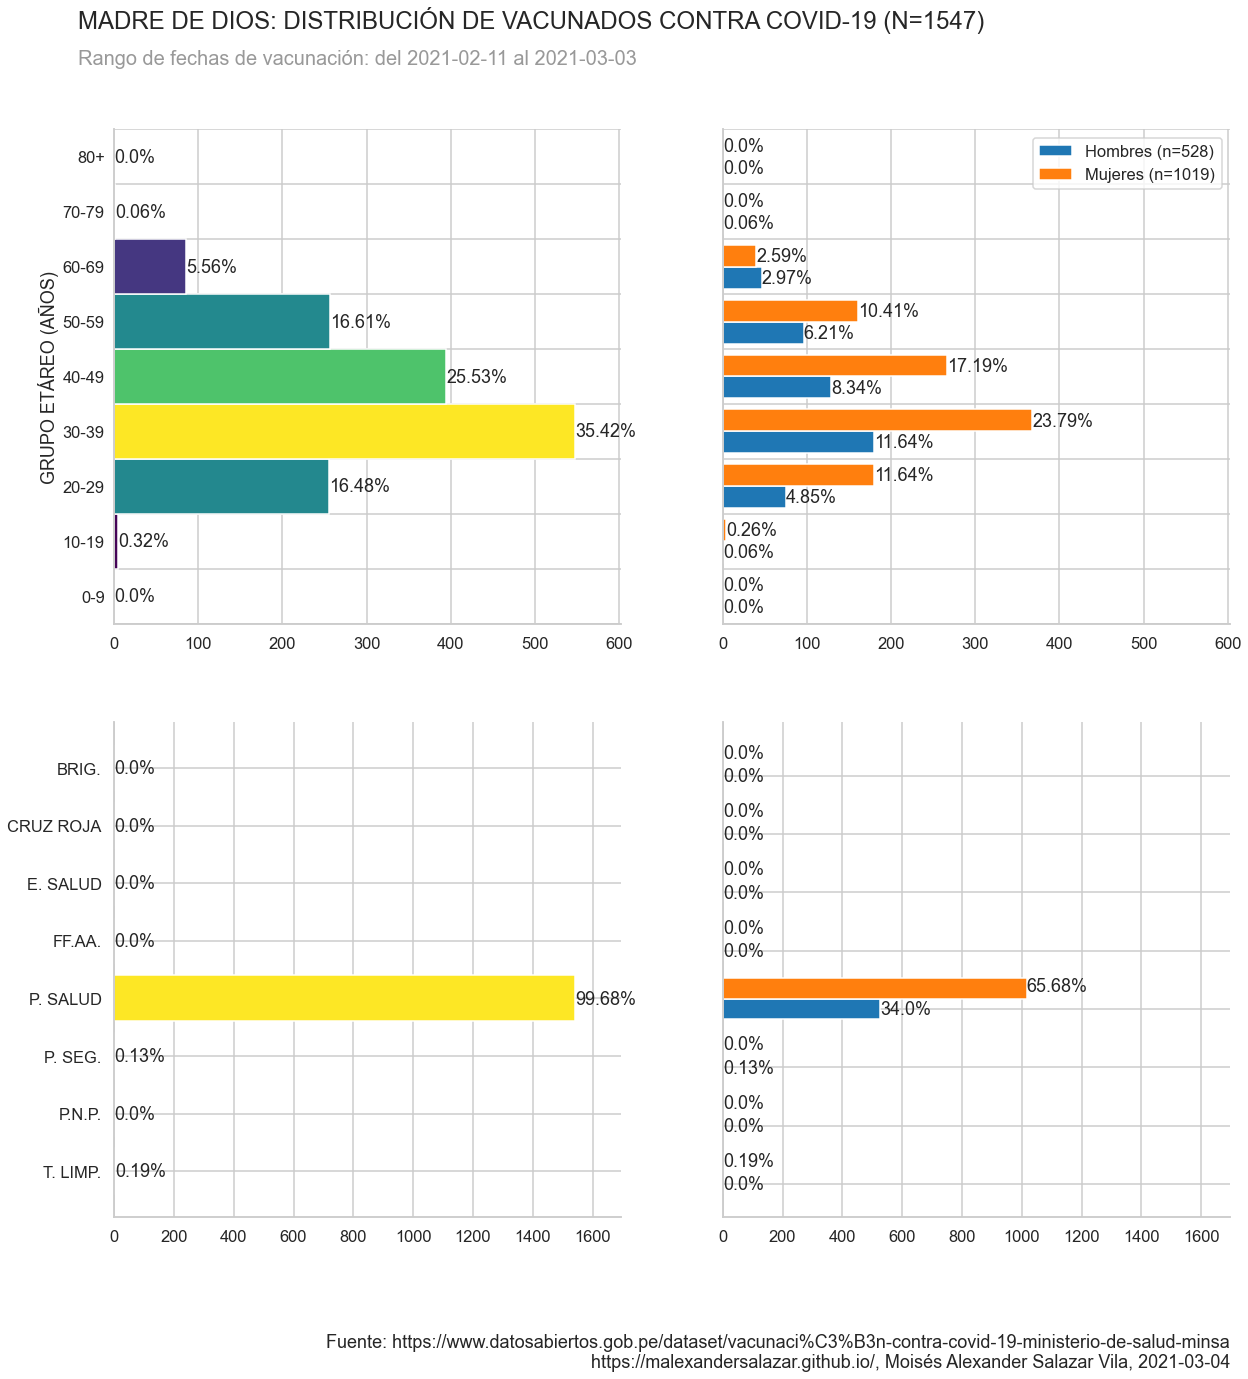 MADRE DE DIOS: DISTRIBUCIÓN DE VACUNADOS CONTRA COVID-19 (N=1547)
Rango de fechas de vacunación: del 2021-02-11 al 2021-03-03
GRUPO ETÁREO (AÑOS)
80+ 0.0%
70-79 0.06%
60-69 5.56%
50-59 16.61%
40-49 25.53%
30-39 35.42%
20-29 16.48%
10-19 0.32%
0-9 0.0%
0 100 200 300 400 500 600
Hombres (n=528)
Mujeres (n=1019)
0.0%
0.0%
0.0%
0.06%
2.59%
2.97%
10.41%
6.21%
17.19%
8.34%
23.79%
11.64%
11.64%
4.85%
0.26%
0.06%
0.0%
0.0%
0 100 200 300 400 500 600
BRIG. 0.0%
CRUZ ROJA 0.0%
E. SALUD 0.0%
FF.AA. 0.0%
P. SALUD 99.68%
P. SEG. 0.13%
P.N.P. 0.0%
T. LIMP. 0.19%
0 200 400 600 800 1000 1200 1400 1600
0.0%
0.0%
0.0%
0.0%
0.0%
0.0%
0.0%
0.0%
65.68%
34.0%
0.0%
0.13%
0.0%
0.0%
0.19%
0.0%
0 200 400 600 800 1000 1200 1400 1600
Fuente: https://www.datosabiertos.gob.pe/dataset/vacunaci%C3%B3n-contra-covid-19-ministerio-de-salud-minsa
https://malexandersalazar.github.io/, Moisés Alexander Salazar Vila, 2021-03-04